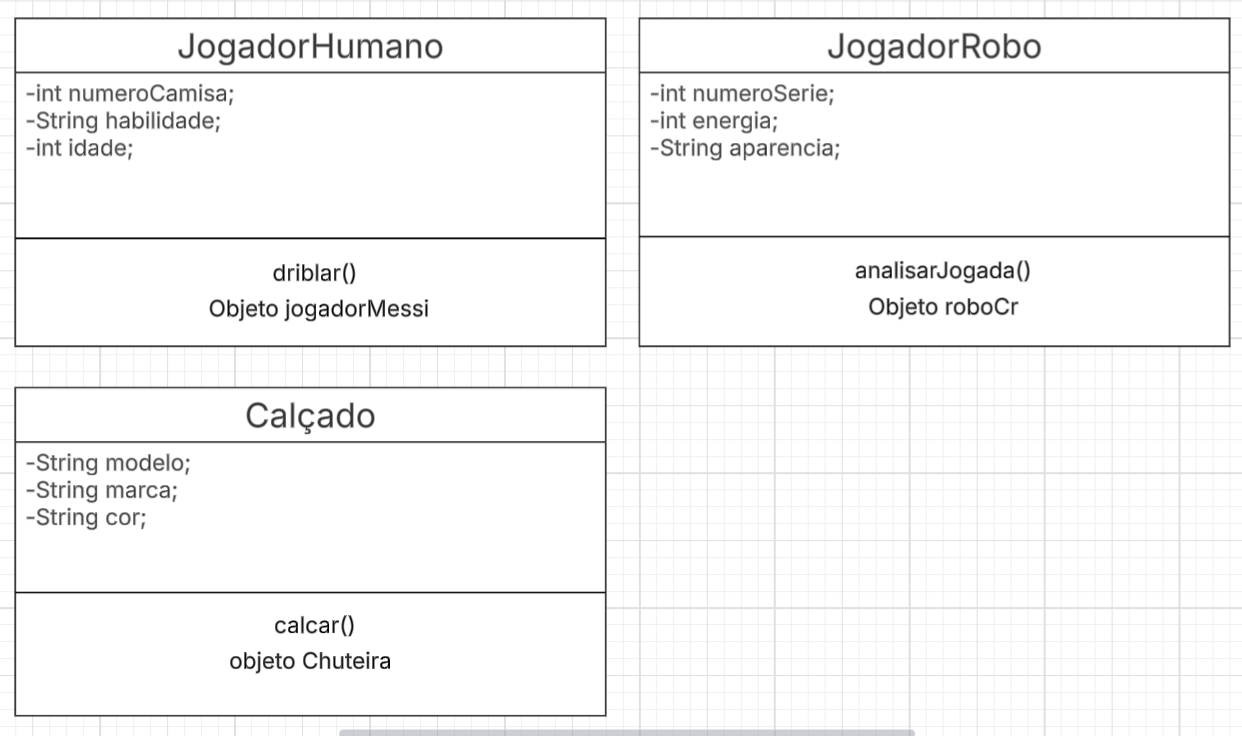 JogadorHumano
-int numeroCamisa;
-String habilidade;
-int idade;
driblar()
Objeto jogadorMessi
JogadorRobo
-int numeroSerie;
-int energia;
-String aparencia;
analisarJogada()
Objeto roboCr
Calçado
-String modelo;
-String marca;
-String cor;
calcar()
objeto Chuteira